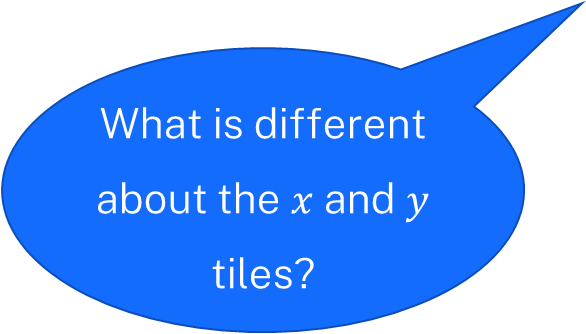 What is different
about the x and y
tiles?